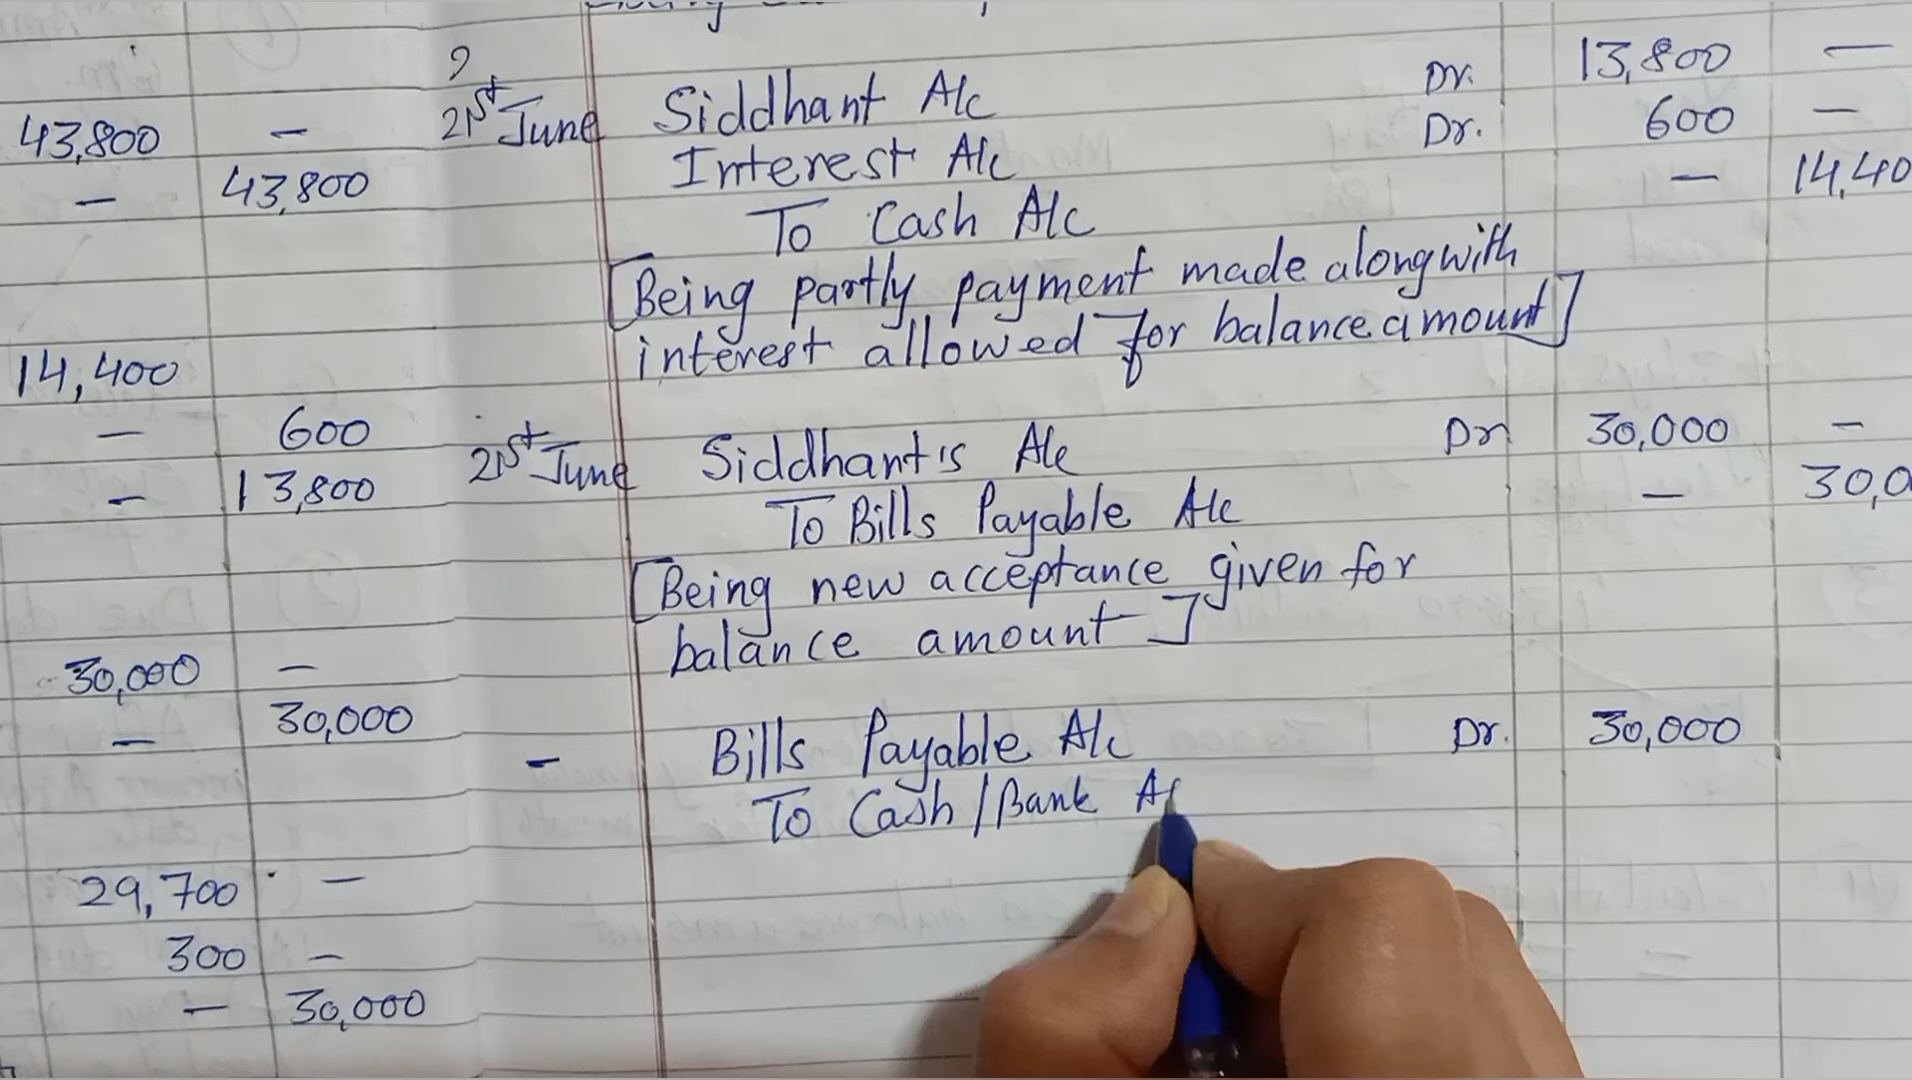 21st June Siddhant A/c Dr. 13,800 —
Interest A/c Dr. 600 —
To Cash A/c — 14,40
[Being partly payment made alongwith
interest allowed for balance amount]
21st June Siddhant's A/c Dr 30,000 —
To Bills Payable A/c — 30,0
[Being new acceptance given for
balance amount]
— Bills Payable A/c Dr. 30,000
To Cash/Bank A
43,800 —
— 43,800
14,400
— 600
— 13,800
30,000 —
— 30,000
29,700 —
300 —
— 30,000